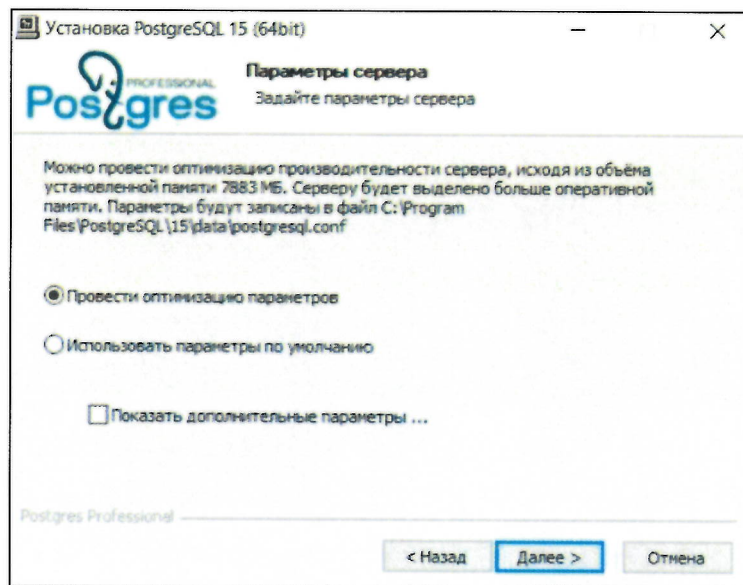 Установка PostgreSQL 15 (64bit)
PROFESSIONAL
Postgres
Параметры сервера
Задайте параметры сервера
Можно провести оптимизацию производительности сервера, исходя из объёма
установленной памяти 7883 МБ. Серверу будет выделено больше оперативной
памяти. Параметры будут записаны в файл C:\Program
Files\PostgreSQL\15\data\postgresql.conf
Провести оптимизацию параметров
Использовать параметры по умолчанию
Показать дополнительные параметры ...
Postgres Professional
< Назад Далее > Отмена